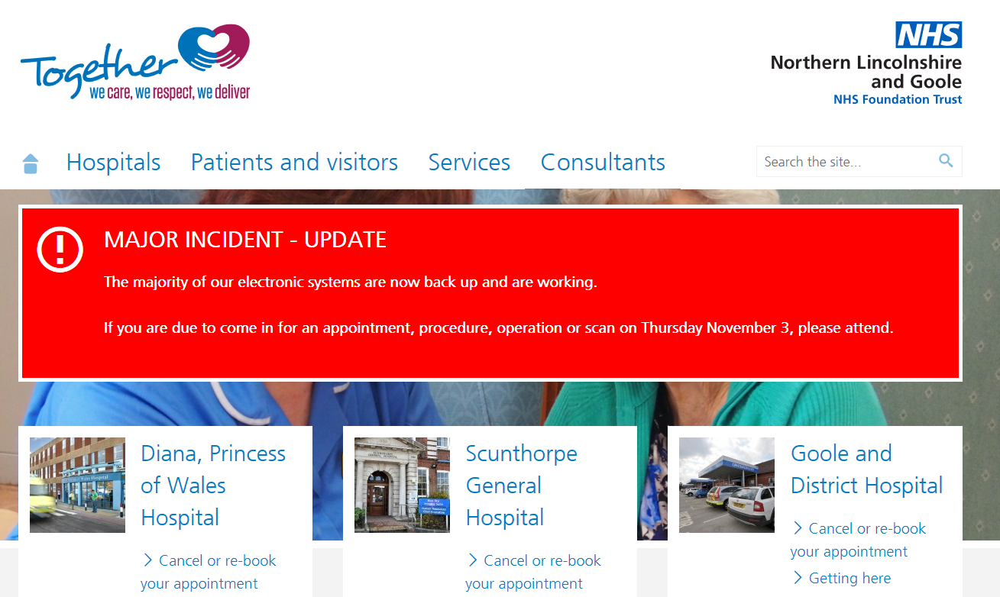 Together
we care, we respect, we deliver
NHS
Northern Lincolnshire
and Goole
NHS Foundation Trust
Hospitals
Patients and visitors
Services
Consultants
Search the site...
MAJOR INCIDENT - UPDATE
The majority of our electronic systems are now back up and are working.
If you are due to come in for an appointment, procedure, operation or scan on Thursday November 3, please attend.
Diana, Princess
of Wales
Hospital
Cancel or re-book
your appointment
Scunthorpe
General
Hospital
Cancel or re-book
your appointment
Goole and
District Hospital
Cancel or re-book
your appointment
Getting here